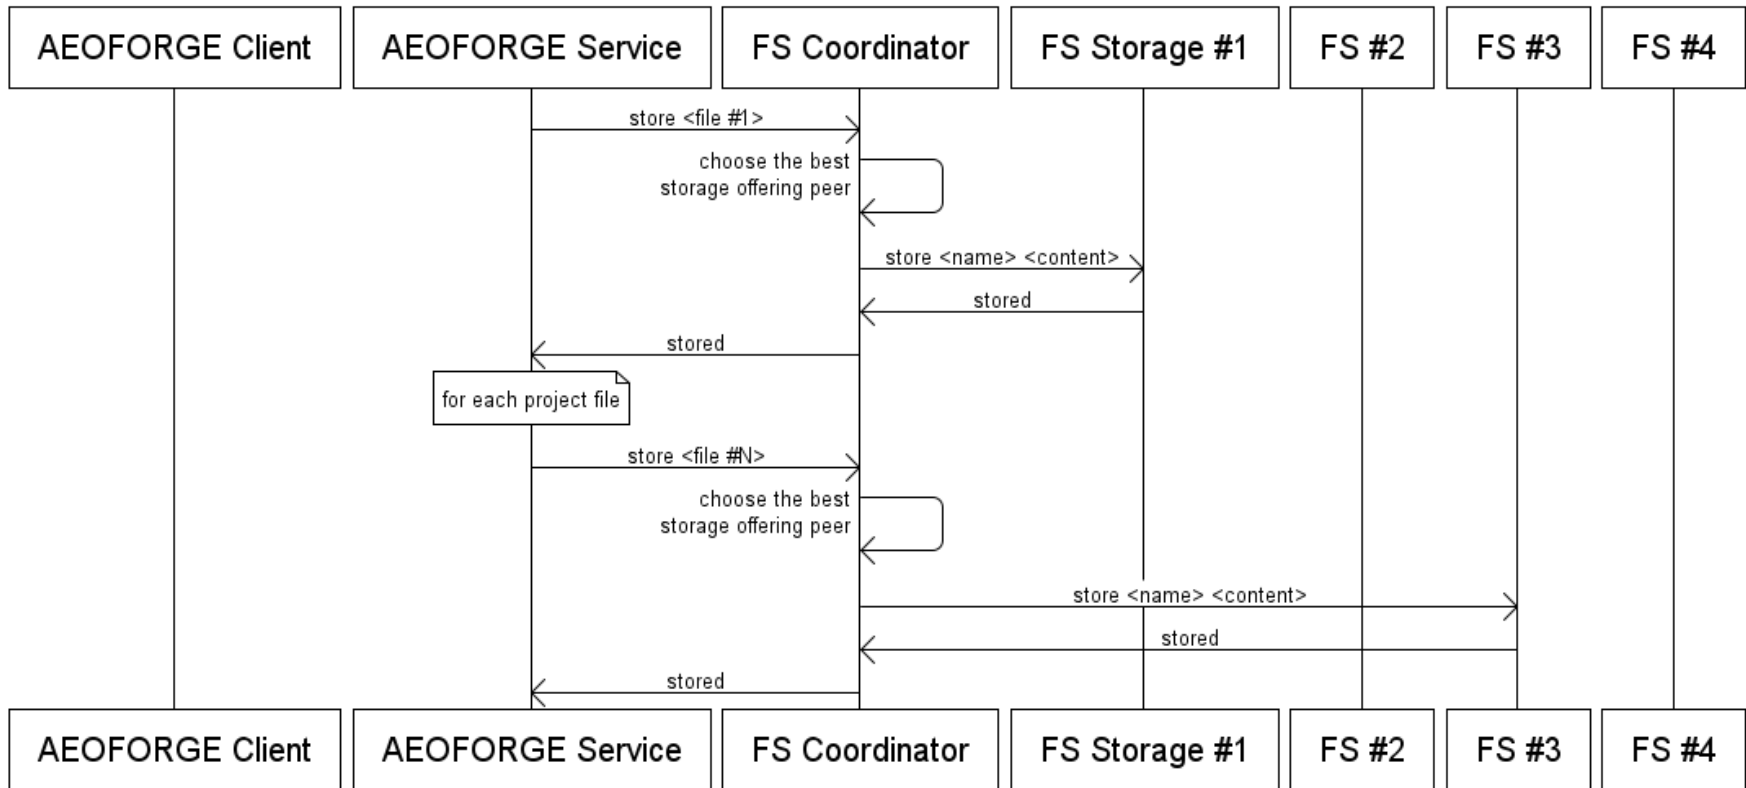 AEOFORGE Client
AEOFORGE Service
FS Coordinator
FS Storage #1
FS #2
FS #3
FS #4
store <file #1>
choose the best
storage offering peer
store <name> <content>
stored
stored
for each project file
store <file #N>
choose the best
storage offering peer
store <name> <content>
stored
stored
AEOFORGE Client
AEOFORGE Service
FS Coordinator
FS Storage #1
FS #2
FS #3
FS #4